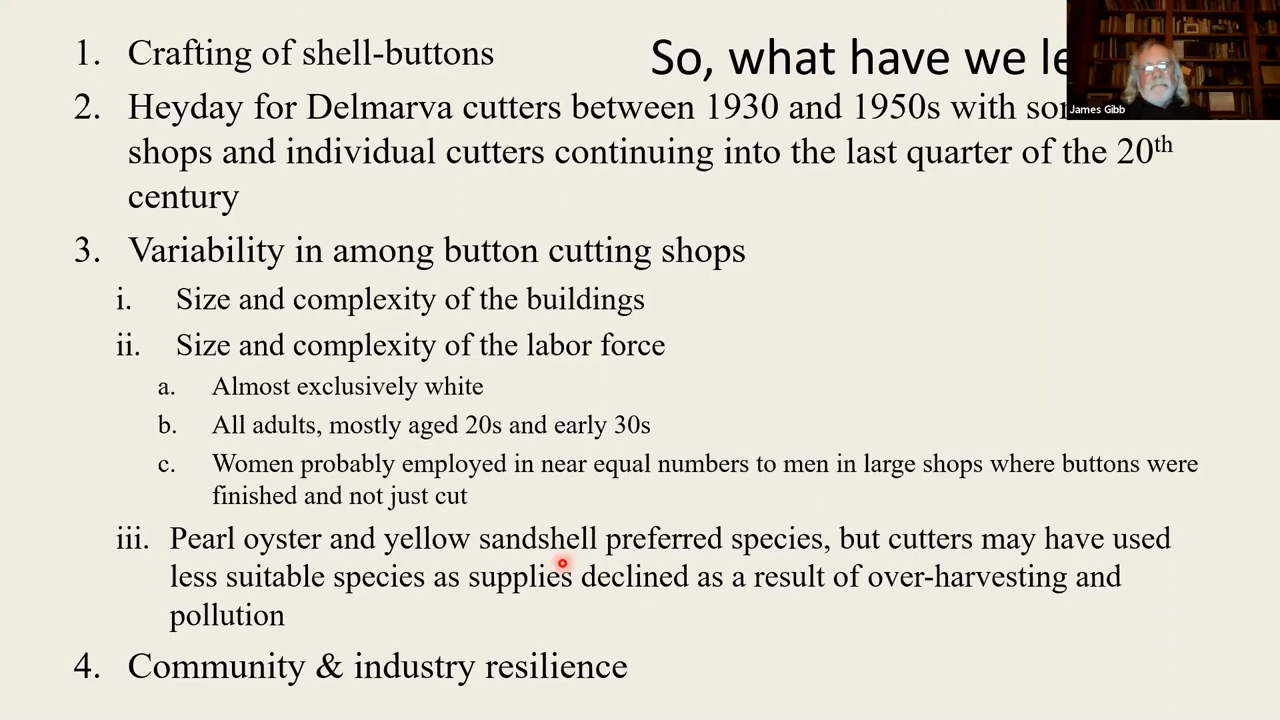 So, what have we
James Gibb
1. Crafting of shell-buttons
2. Heyday for Delmarva cutters between 1930 and 1950s with
shops and individual cutters continuing into the last quarter of the 20th
century
3. Variability in among button cutting shops
i. Size and complexity of the buildings
ii. Size and complexity of the labor force
a. Almost exclusively white
b. All adults, mostly aged 20s and early 30s
c. Women probably employed in near equal numbers to men in large shops where buttons were
finished and not just cut
iii. Pearl oyster and yellow sandshell preferred species, but cutters may have used
less suitable species as supplies declined as a result of over-harvesting and
pollution
4. Community & industry resilience